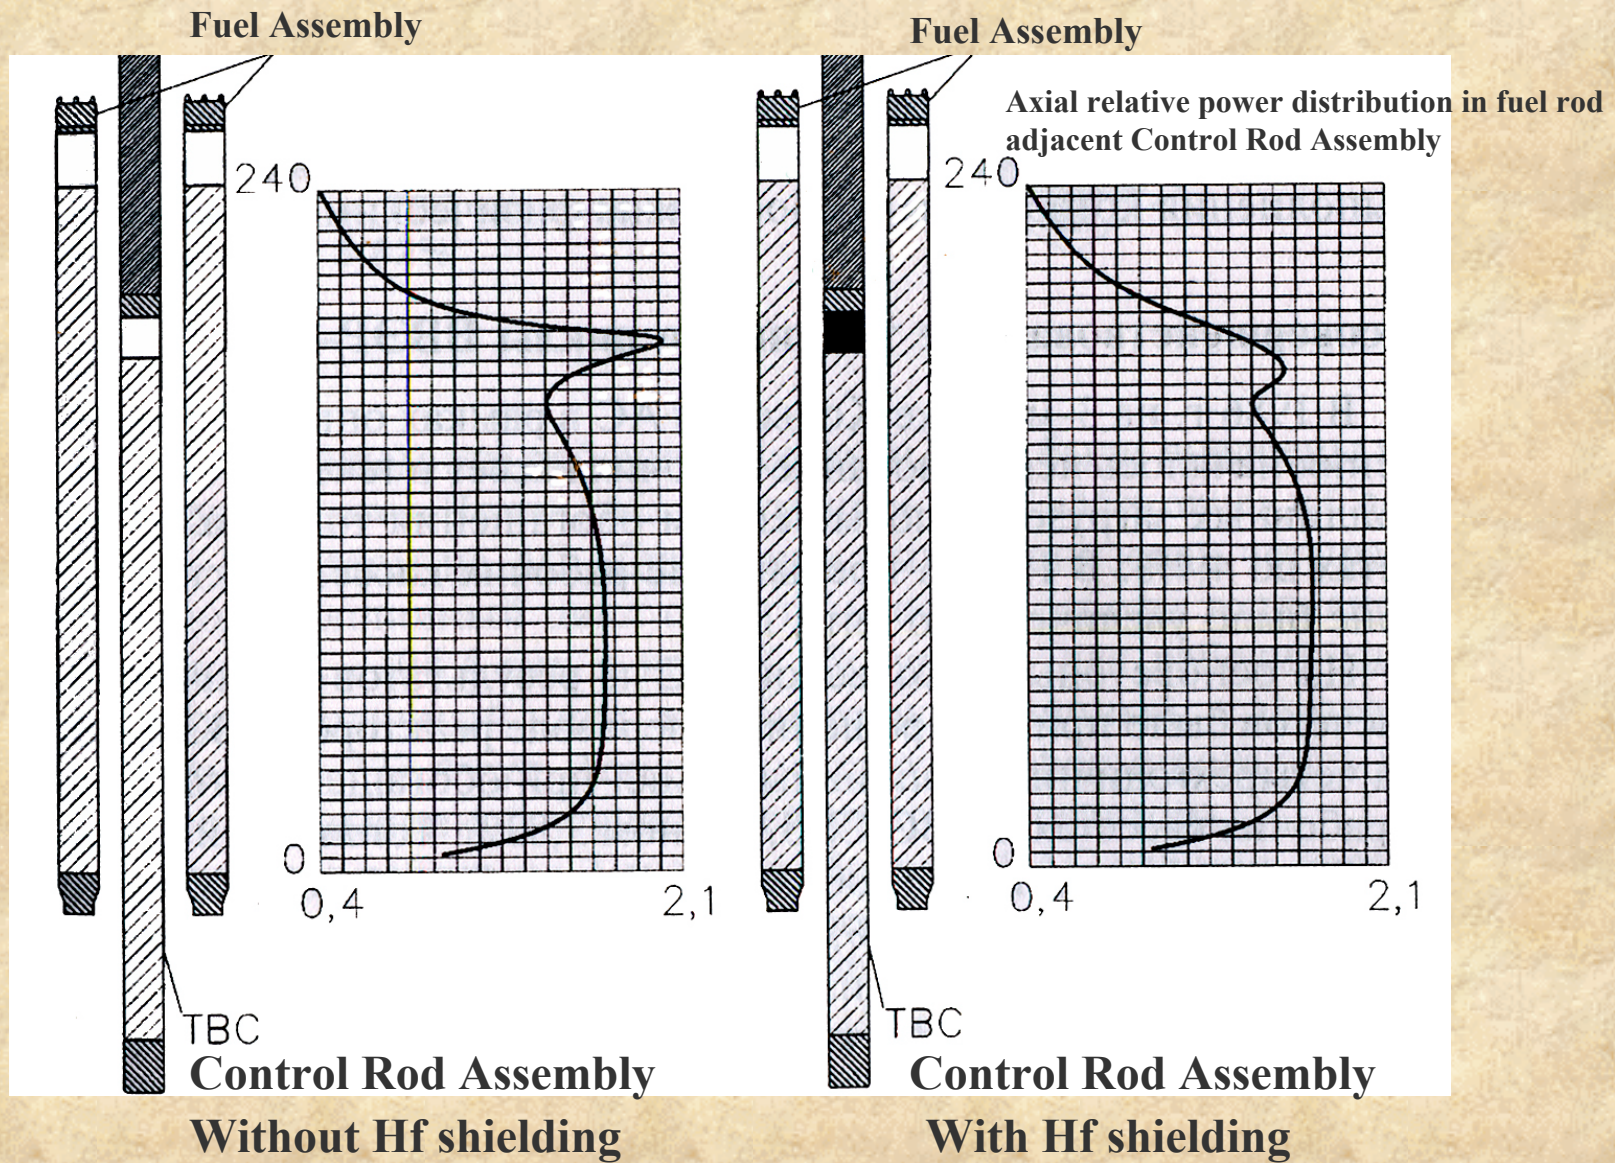 Fuel Assembly
Fuel Assembly
Axial relative power distribution in fuel rod
adjacent Control Rod Assembly
240
240
0
0
0,4
2,1
0,4
2,1
TBC
TBC
Control Rod Assembly
Without Hf shielding
Control Rod Assembly
With Hf shielding